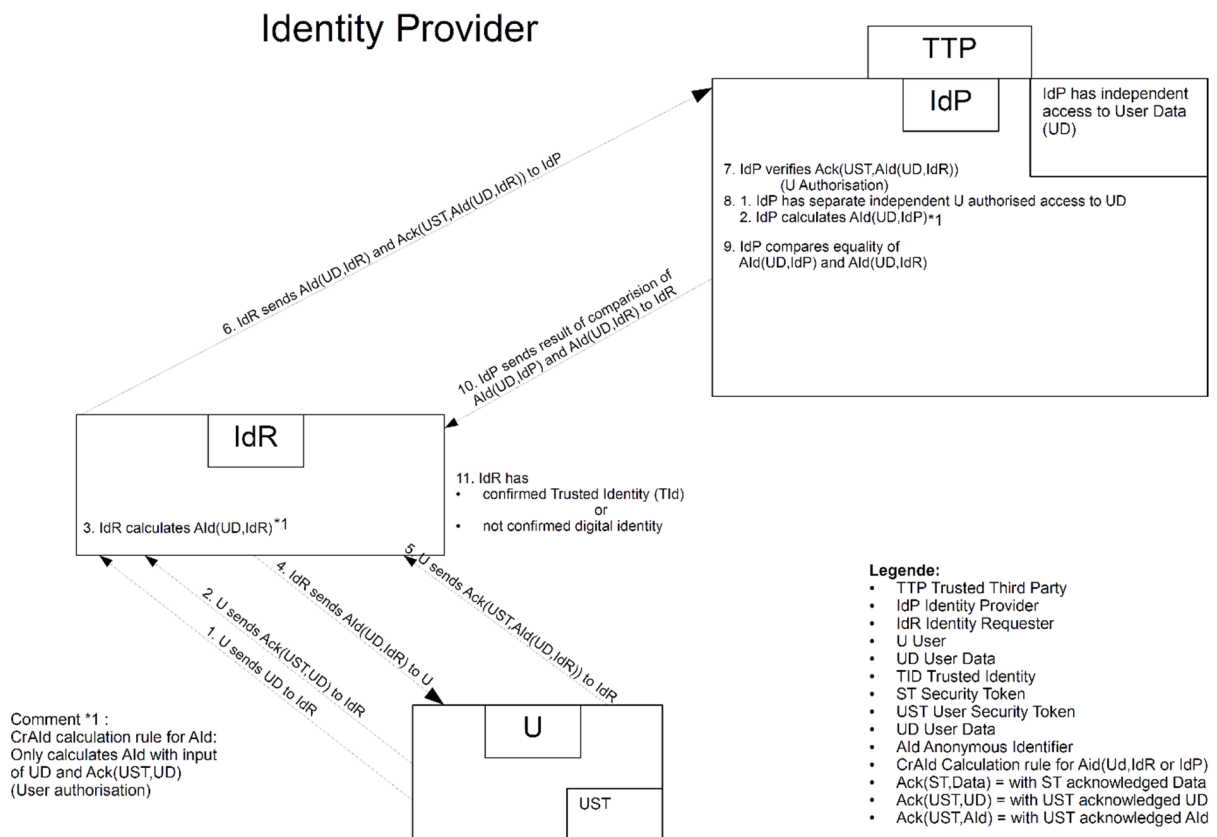 Identity Provider
TTP
IdP
IdP has independent
access to User Data
(UD)
7. IdP verifies Ack(UST,AId(UD,IdR))
(U Authorisation)
8. 1. IdP has separate independent U authorised access to UD
2. IdP calculates AId(UD,IdP)*1
9. IdP compares equality of
AId(UD,IdP) and AId(UD,IdR)
6. IdR sends AId(UD,IdR) and Ack(UST,AId(UD,IdR)) to IdP
10. IdP sends result of comparision of
AId(UD,IdP) and AId(UD,IdR) to IdR
IdR
3. IdR calculates AId(UD,IdR)*1
11. IdR has
• confirmed Trusted Identity (TId)
or
• not confirmed digital identity
5. U sends Ack(UST,AId(UD,IdR)) to IdR
4. IdR sends AId(UD,IdR) to U
2. U sends Ack(UST,UD) to IdR
1. U sends UD to IdR
U
UST
Comment *1 :
CrAId calculation rule for AId:
Only calculates AId with input
of UD and Ack(UST,UD)
(User authorisation)
Legende:
• TTP Trusted Third Party
• IdP Identity Provider
• IdR Identity Requester
• U User
• UD User Data
• TID Trusted Identity
• ST Security Token
• UST User Security Token
• UD User Data
• AId Anonymous Identifier
• CrAId Calculation rule for Aid(Ud,IdR or IdP)
• Ack(ST,Data) = with ST acknowledged Data
• Ack(UST,UD) = with UST acknowledged UD
• Ack(UST,AId) = with UST acknowledged AId